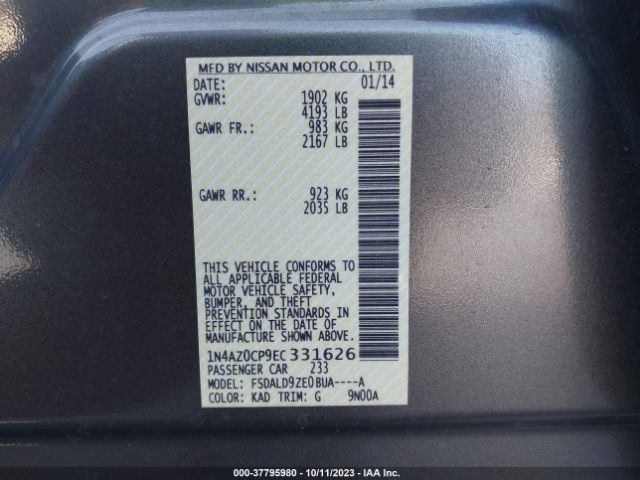 MFD BY NISSAN MOTOR CO., LTD.
DATE: 01/14
GVWR: 1902 KG
4193 LB
GAWR FR.: 983 KG
2167 LB
GAWR RR.: 923 KG
2035 LB
THIS VEHICLE CONFORMS TO
ALL APPLICABLE FEDERAL
MOTOR VEHICLE SAFETY,
BUMPER, AND THEFT
PREVENTION STANDARDS IN
EFFECT ON THE DATE OF
MANUFACTURE SHOWN ABOVE.
1N4AZ0CP9EC331626
PASSENGER CAR 233
MODEL: FSDALD9ZE0BUA----A
COLOR: KAD TRIM: G 9N00A
000-37795980 - 10/11/2023 - IAA Inc.